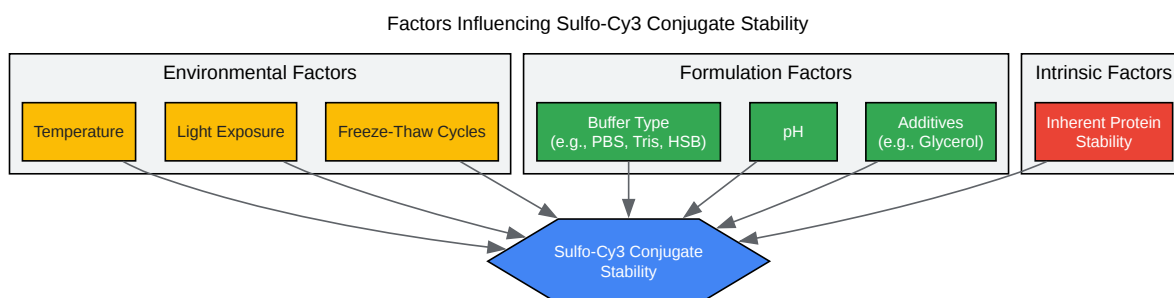 Factors Influencing Sulfo-Cy3 Conjugate Stability
Environmental Factors
Formulation Factors
Intrinsic Factors
Temperature
Light Exposure
Freeze-Thaw Cycles
Buffer Type
(e.g., PBS, Tris, HSB)
pH
Additives
(e.g., Glycerol)
Inherent Protein
Stability
Sulfo-Cy3 Conjugate
Stability